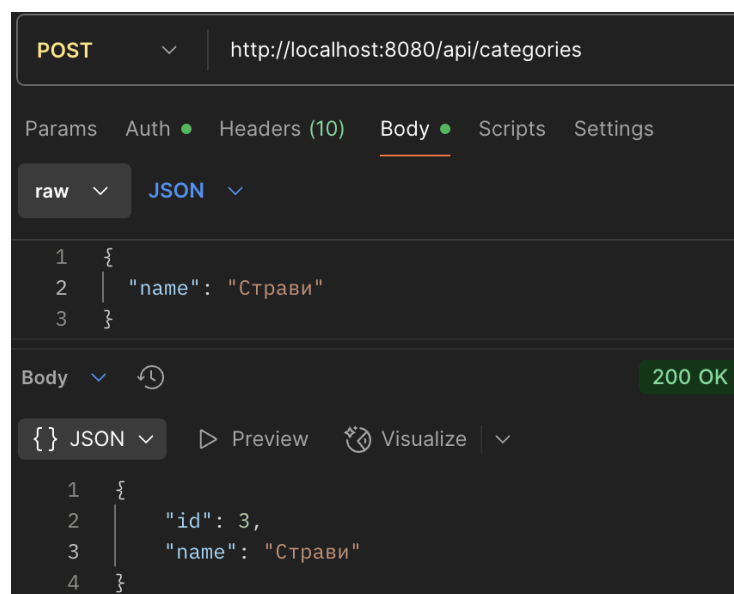 POST http://localhost:8080/api/categories
Params Auth Headers (10) Body Scripts Settings
raw JSON
1 {
2 "name": "Страви"
3 }
Body 200 OK
{} JSON Preview Visualize
1 {
2 "id": 3,
3 "name": "Страви"
4 }